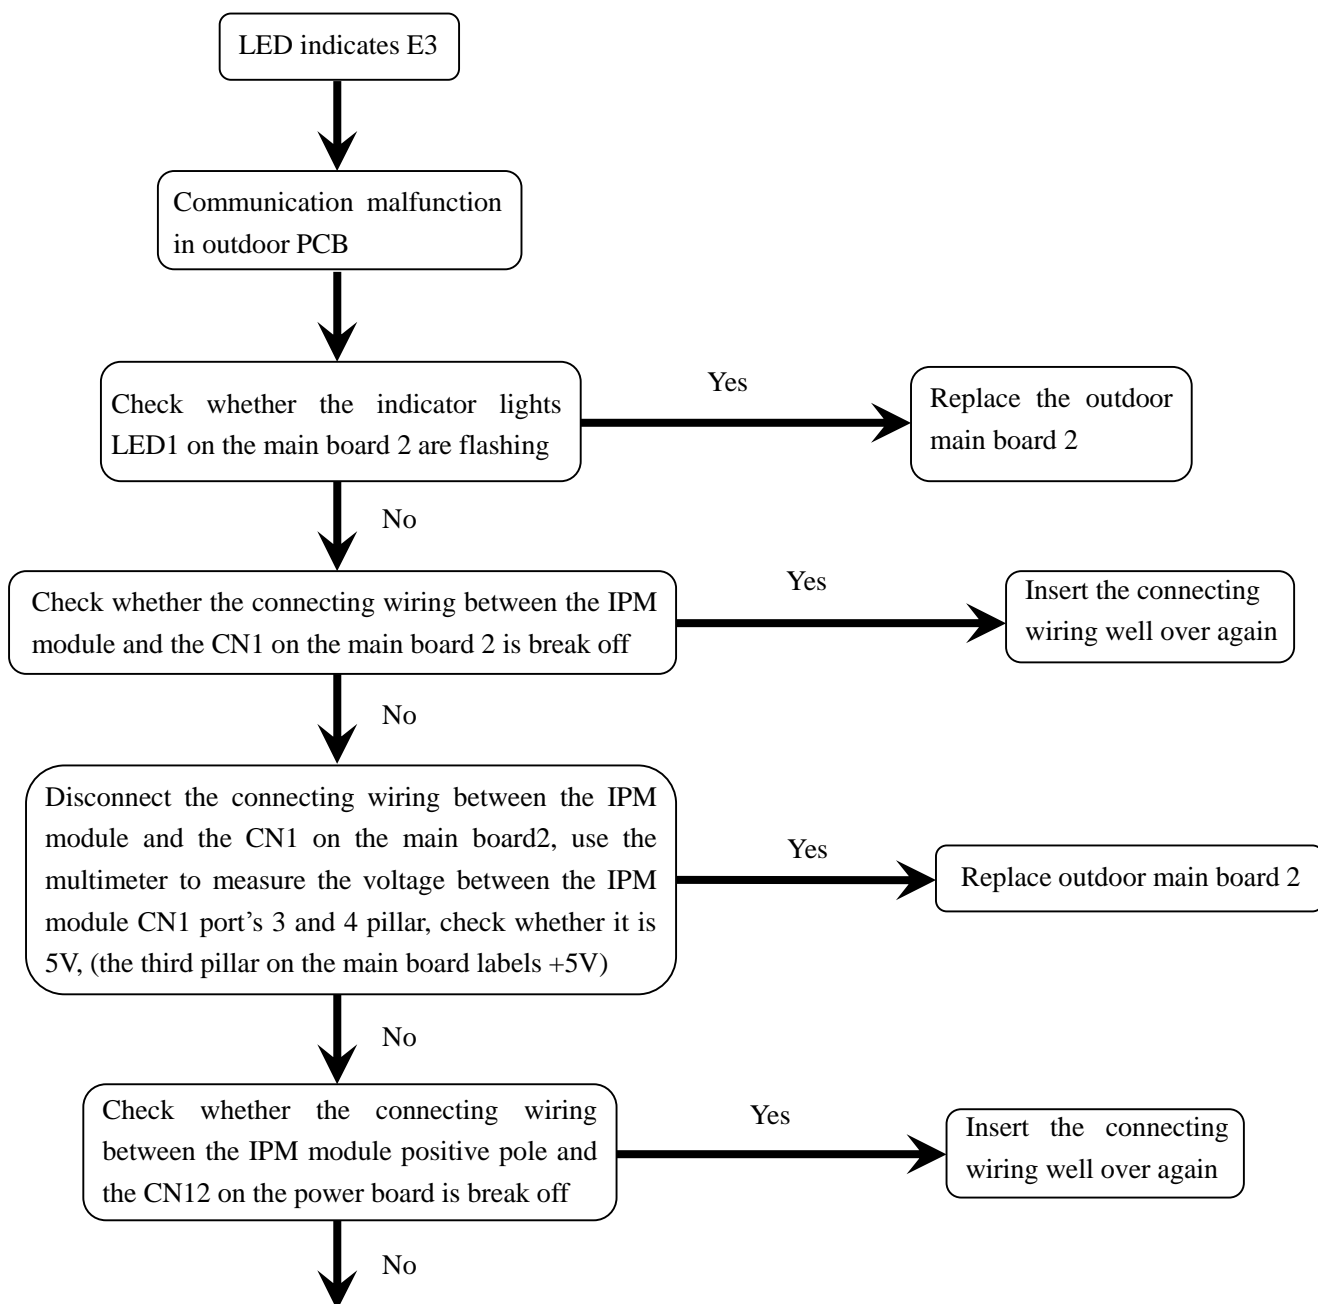 LED indicates E3
Communication malfunction
in outdoor PCB
Check whether the indicator lights
LED1 on the main board 2 are flashing
Yes
Replace the outdoor
main board 2
No
Check whether the connecting wiring between the IPM
module and the CN1 on the main board 2 is break off
Yes
Insert the connecting
wiring well over again
No
Disconnect the connecting wiring between the IPM
module and the CN1 on the main board2, use the
multimeter to measure the voltage between the IPM
module CN1 port’s 3 and 4 pillar, check whether it is
5V, (the third pillar on the main board labels +5V)
Yes
Replace outdoor main board 2
No
Check whether the connecting wiring
between the IPM module positive pole and
the CN12 on the power board is break off
Yes
Insert the connecting
wiring well over again
No